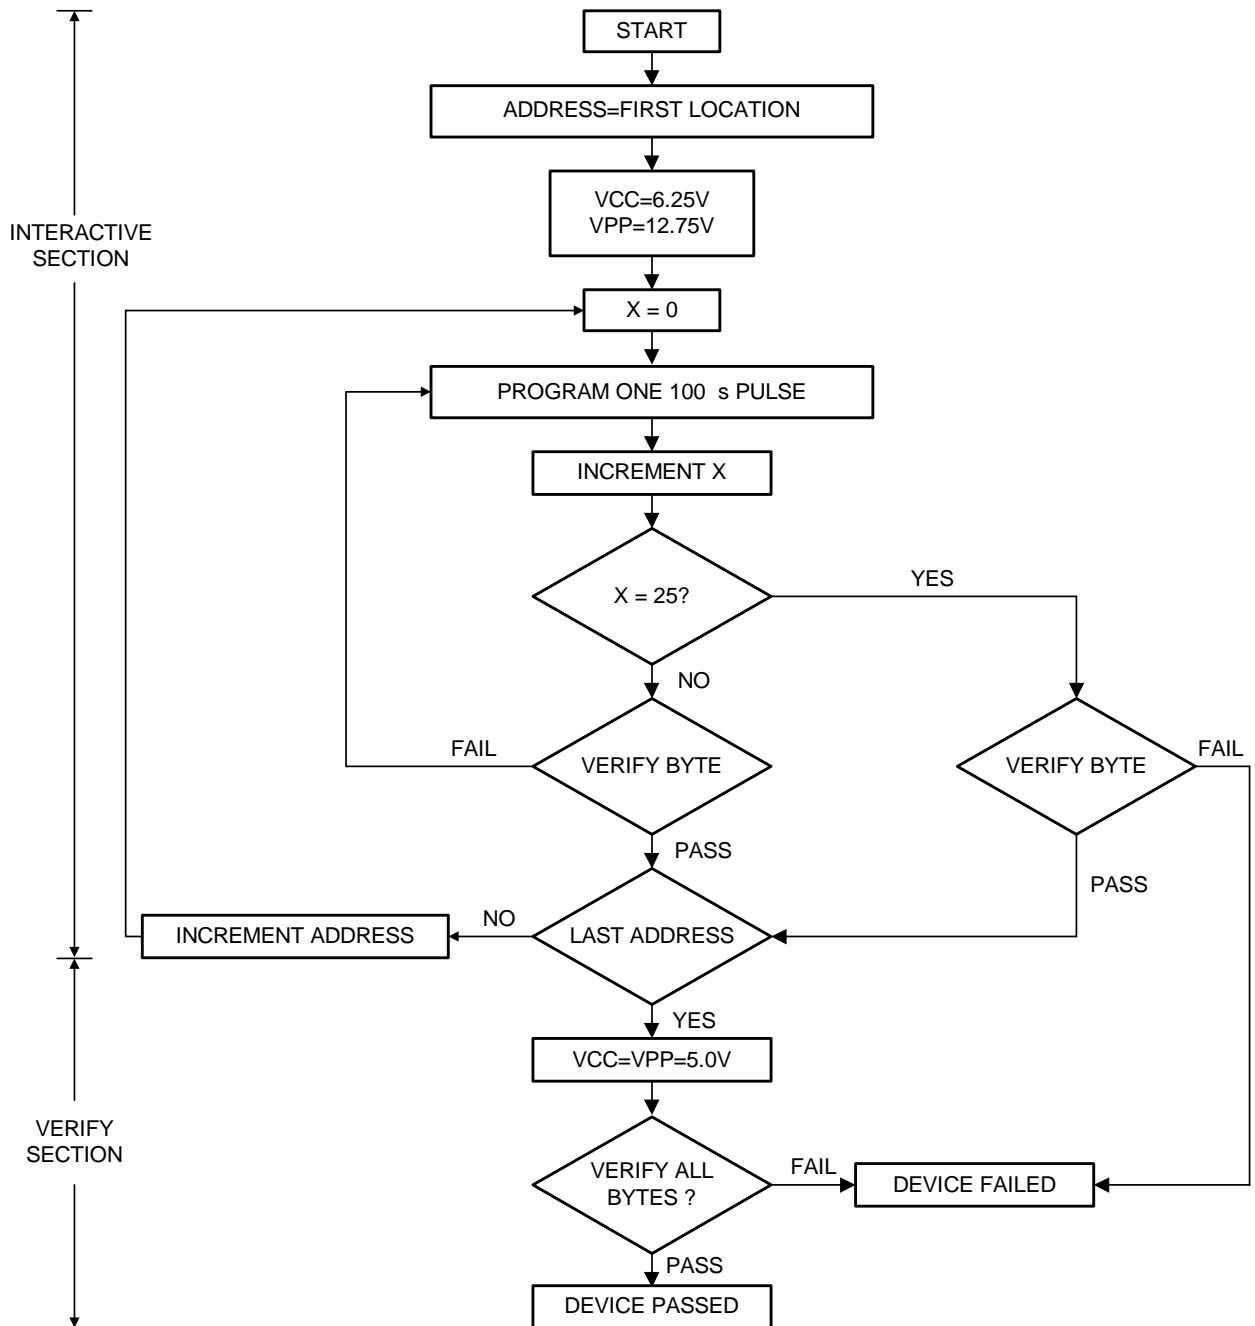 START
ADDRESS=FIRST LOCATION
VCC=6.25V
VPP=12.75V
INTERACTIVE
SECTION
X = 0
PROGRAM ONE 100 s PULSE
INCREMENT X
X = 25?
YES
NO
FAIL
VERIFY BYTE
VERIFY BYTE
FAIL
PASS
PASS
INCREMENT ADDRESS
NO
LAST ADDRESS
YES
VCC=VPP=5.0V
VERIFY
SECTION
VERIFY ALL
BYTES ?
FAIL
DEVICE FAILED
PASS
DEVICE PASSED